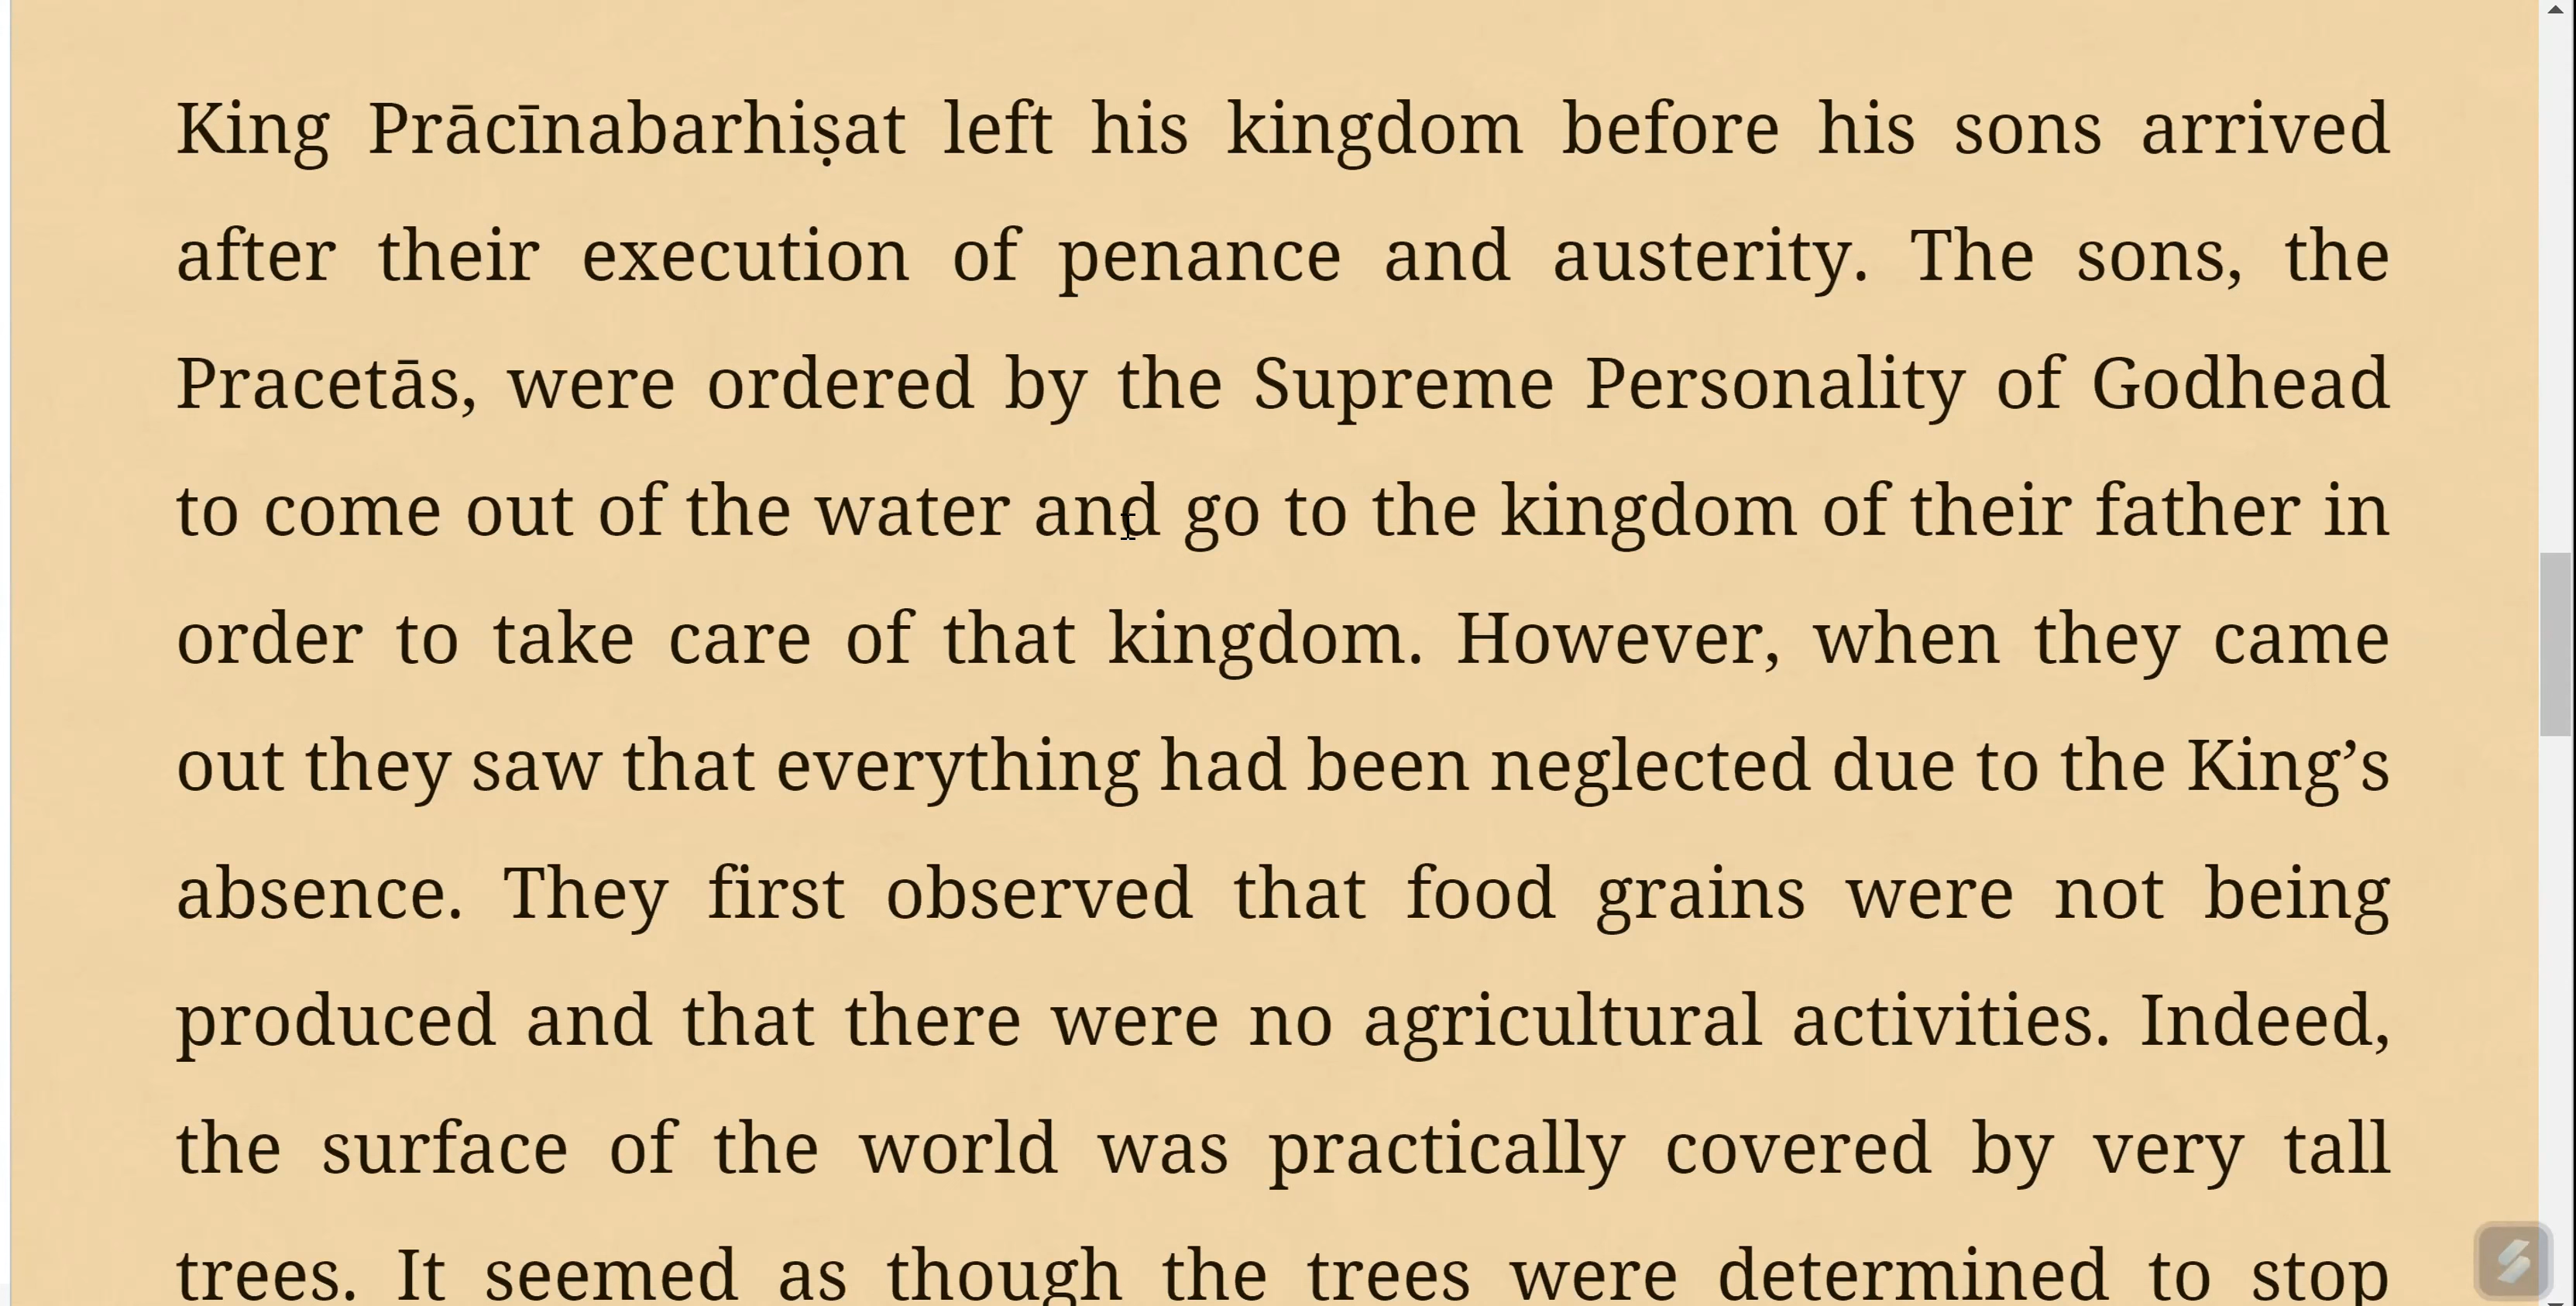 King Prācīnabarhiṣat left his kingdom before his sons arrived
after their execution of penance and austerity. The sons, the
Pracetās, were ordered by the Supreme Personality of Godhead
to come out of the water and go to the kingdom of their father in
order to take care of that kingdom. However, when they came
out they saw that everything had been neglected due to the King’s
absence. They first observed that food grains were not being
produced and that there were no agricultural activities. Indeed,
the surface of the world was practically covered by very tall
trees. It seemed as though the trees were determined to stop